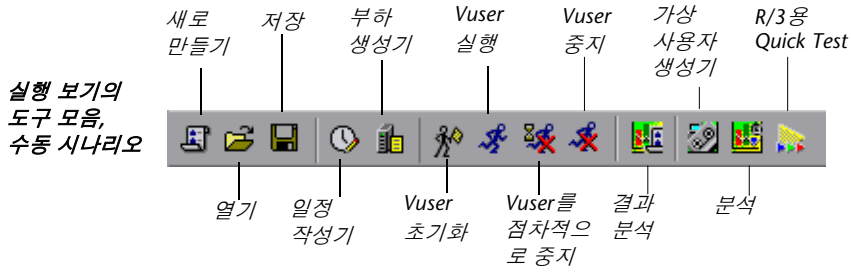 새로
만들기
저장
부하
생성기
Vuser
실행
Vuser
중지
가상
사용자
생성기
R/3용
Quick Test
실행 보기의
도구 모음,
수동 시나리오
열기
일정
작성기
Vuser
초기화
Vuser를
점차적으
로 중지
결과
분석
분석